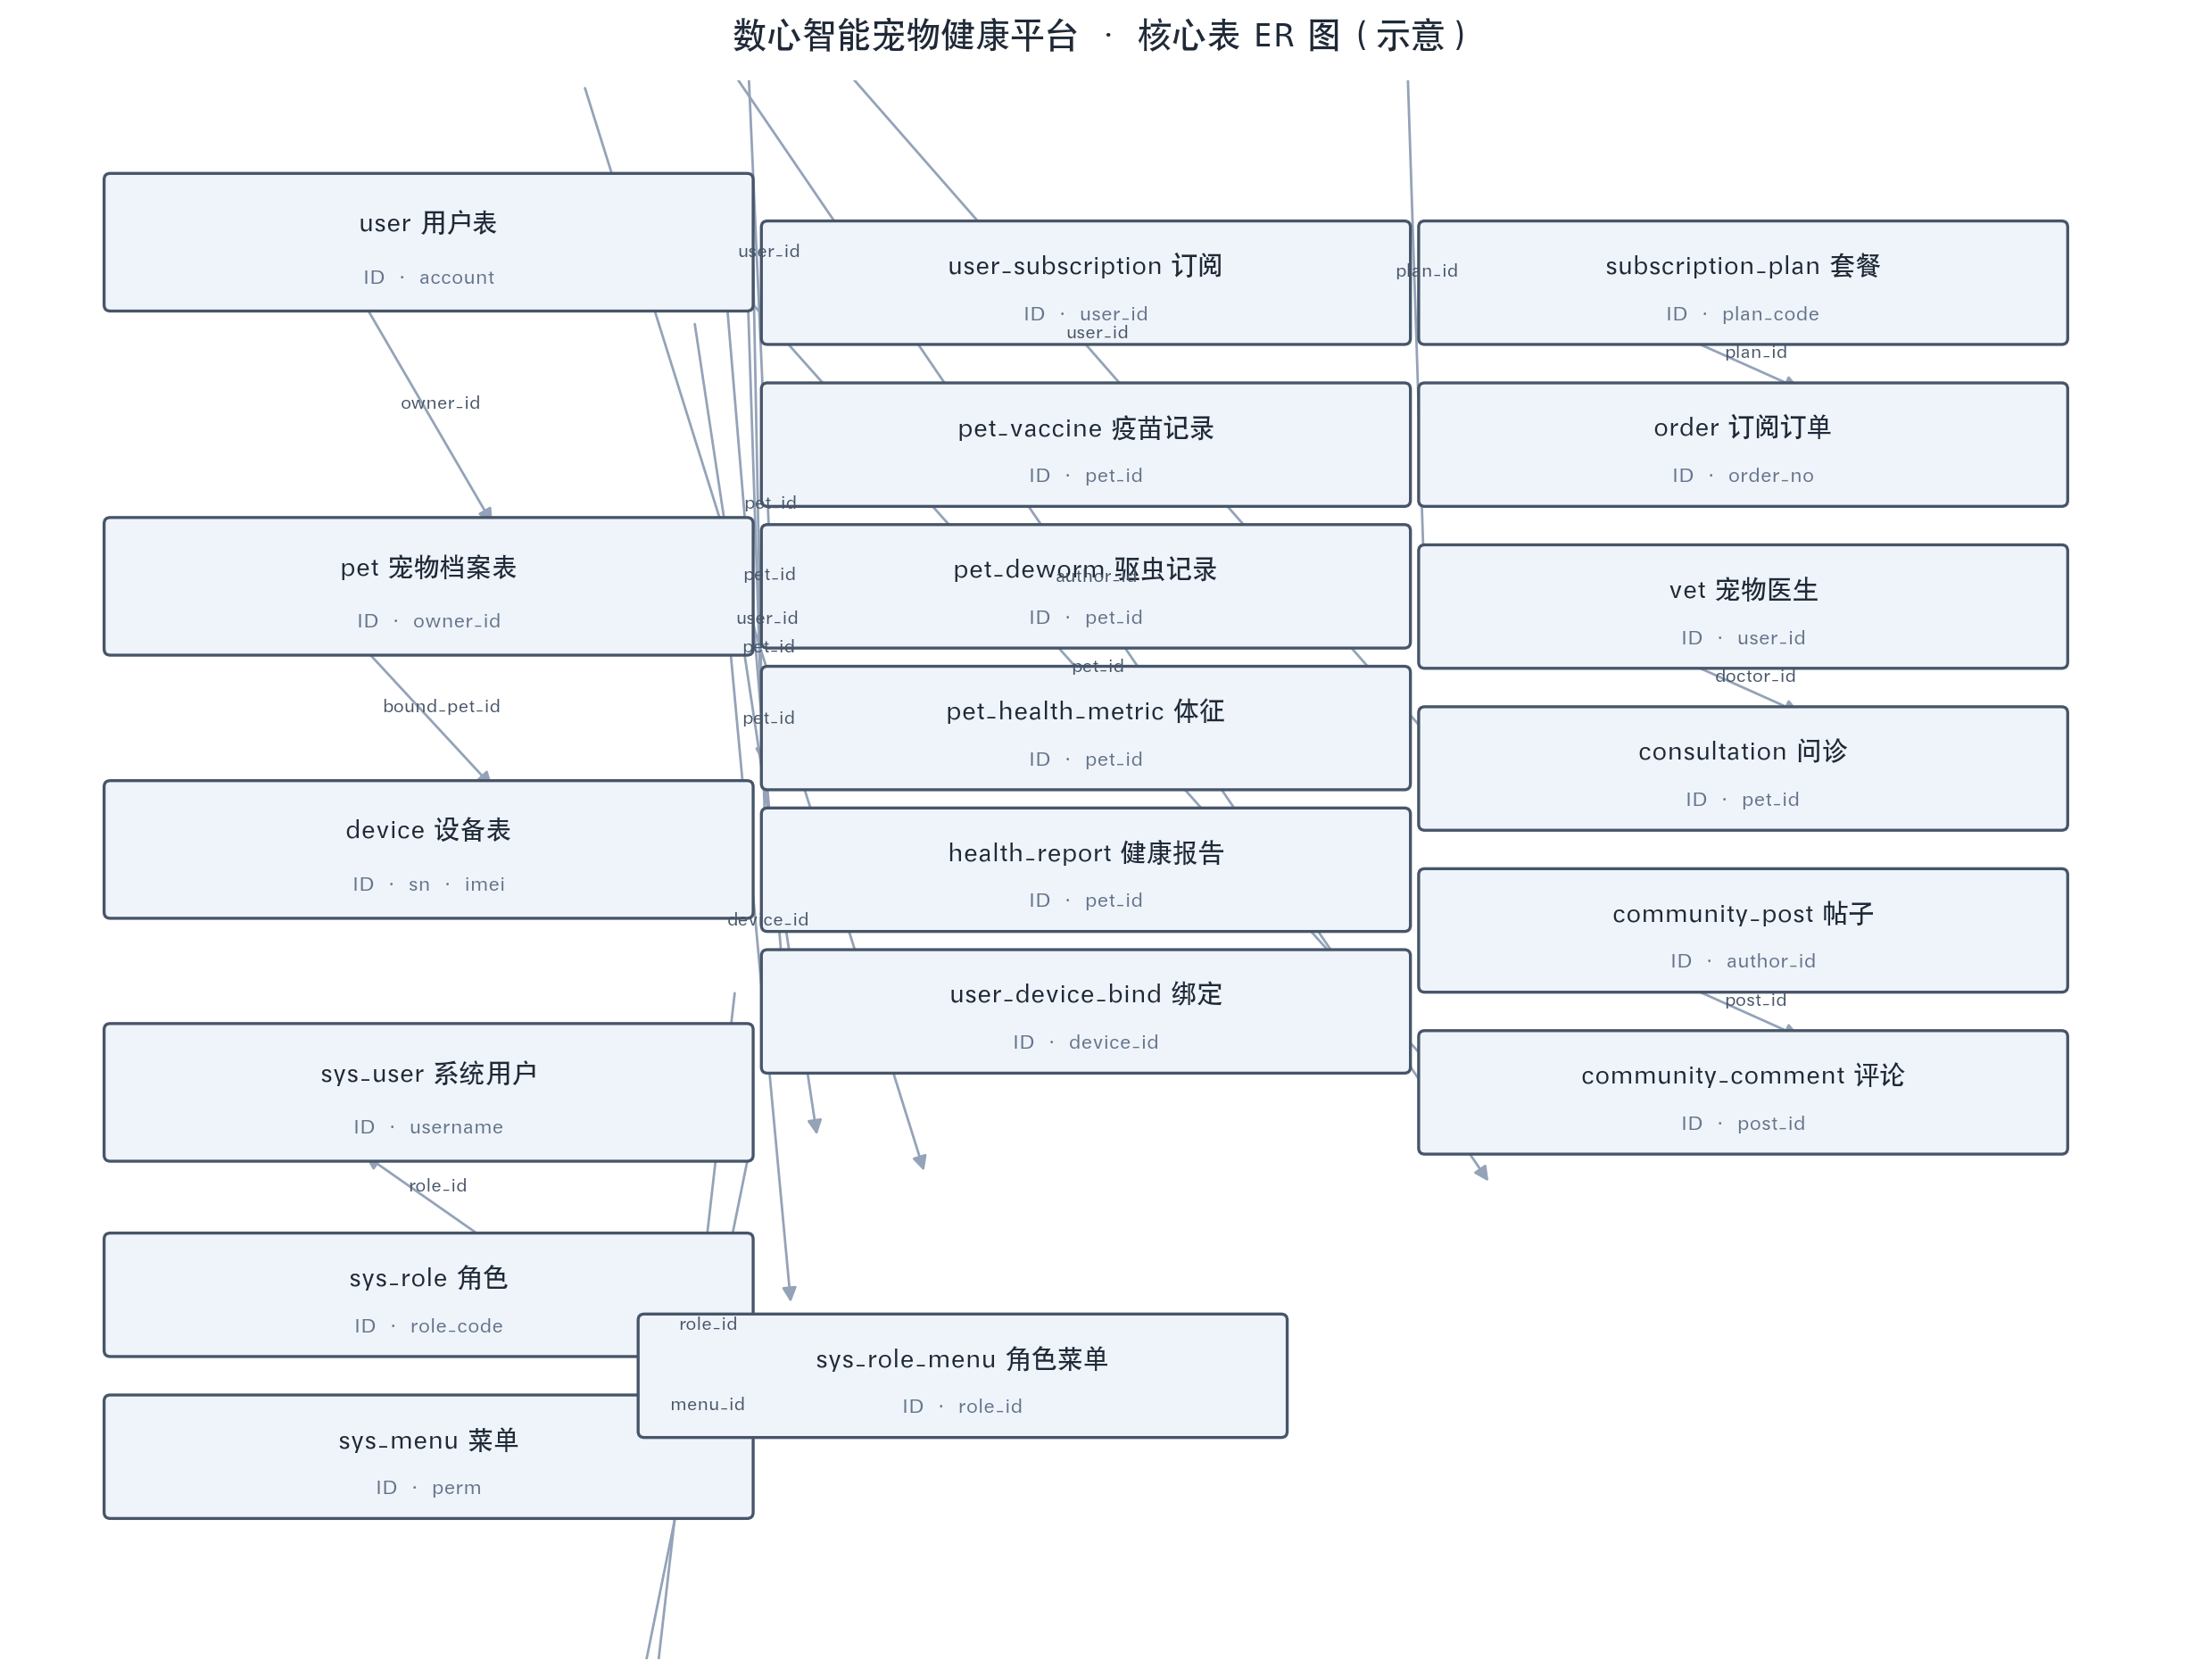 数心智能宠物健康平台 · 核心表 ER 图（示意）
user 用户表
ID · account
owner_id
pet 宠物档案表
ID · owner_id
bound_pet_id
device 设备表
ID · sn · imei
sys_user 系统用户
ID · username
role_id
sys_role 角色
ID · role_code
sys_menu 菜单
ID · perm
user_id
pet_id
pet_id
user_id
pet_id
pet_id
device_id
user_subscription 订阅
ID · user_id
user_id
pet_vaccine 疫苗记录
ID · pet_id
pet_deworm 驱虫记录
author_id
ID · pet_id
pet_id
pet_health_metric 体征
ID · pet_id
health_report 健康报告
ID · pet_id
user_device_bind 绑定
ID · device_id
role_id
sys_role_menu 角色菜单
menu_id
ID · role_id
plan_id
subscription_plan 套餐
ID · plan_code
plan_id
order 订阅订单
ID · order_no
vet 宠物医生
ID · user_id
doctor_id
consultation 问诊
ID · pet_id
community_post 帖子
ID · author_id
post_id
community_comment 评论
ID · post_id